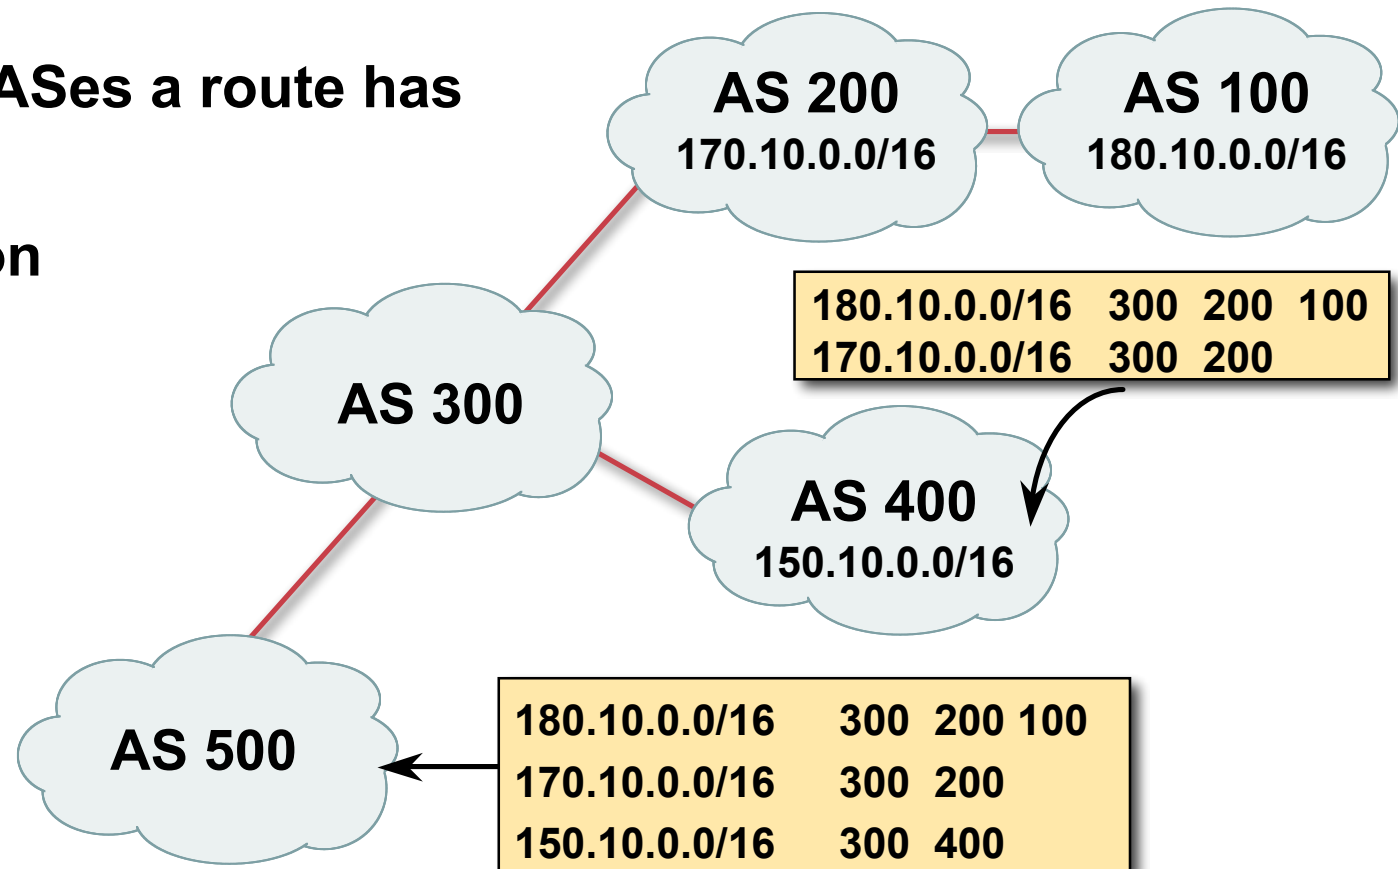 ASes a route has
on
AS 200
170.10.0.0/16
AS 100
180.10.0.0/16
180.10.0.0/16 300 200 100
170.10.0.0/16 300 200
AS 300
AS 400
150.10.0.0/16
AS 500
180.10.0.0/16 300 200 100
170.10.0.0/16 300 200
150.10.0.0/16 300 400